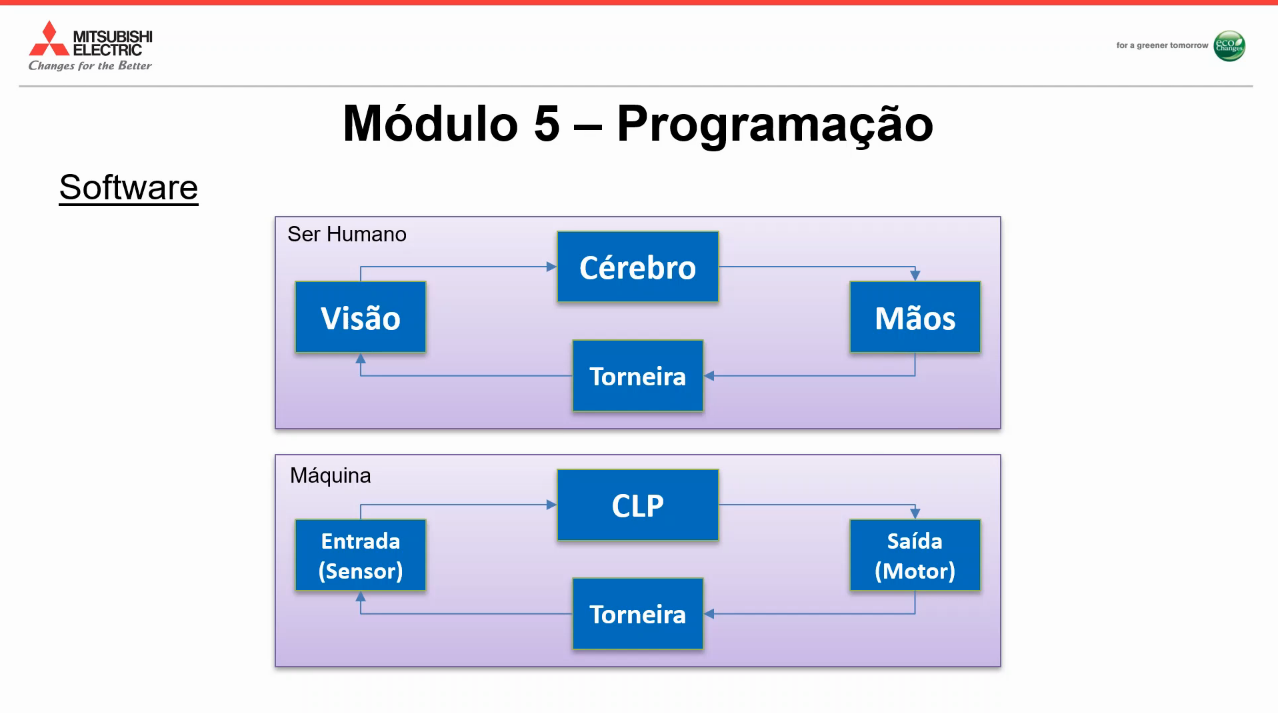 MITSUBISHI
ELECTRIC
Changes for the Better
for a greener tomorrow
eco
Changes
Módulo 5 – Programação
Software
Ser Humano
Cérebro
Visão
Mãos
Torneira
Máquina
CLP
Entrada
(Sensor)
Saída
(Motor)
Torneira